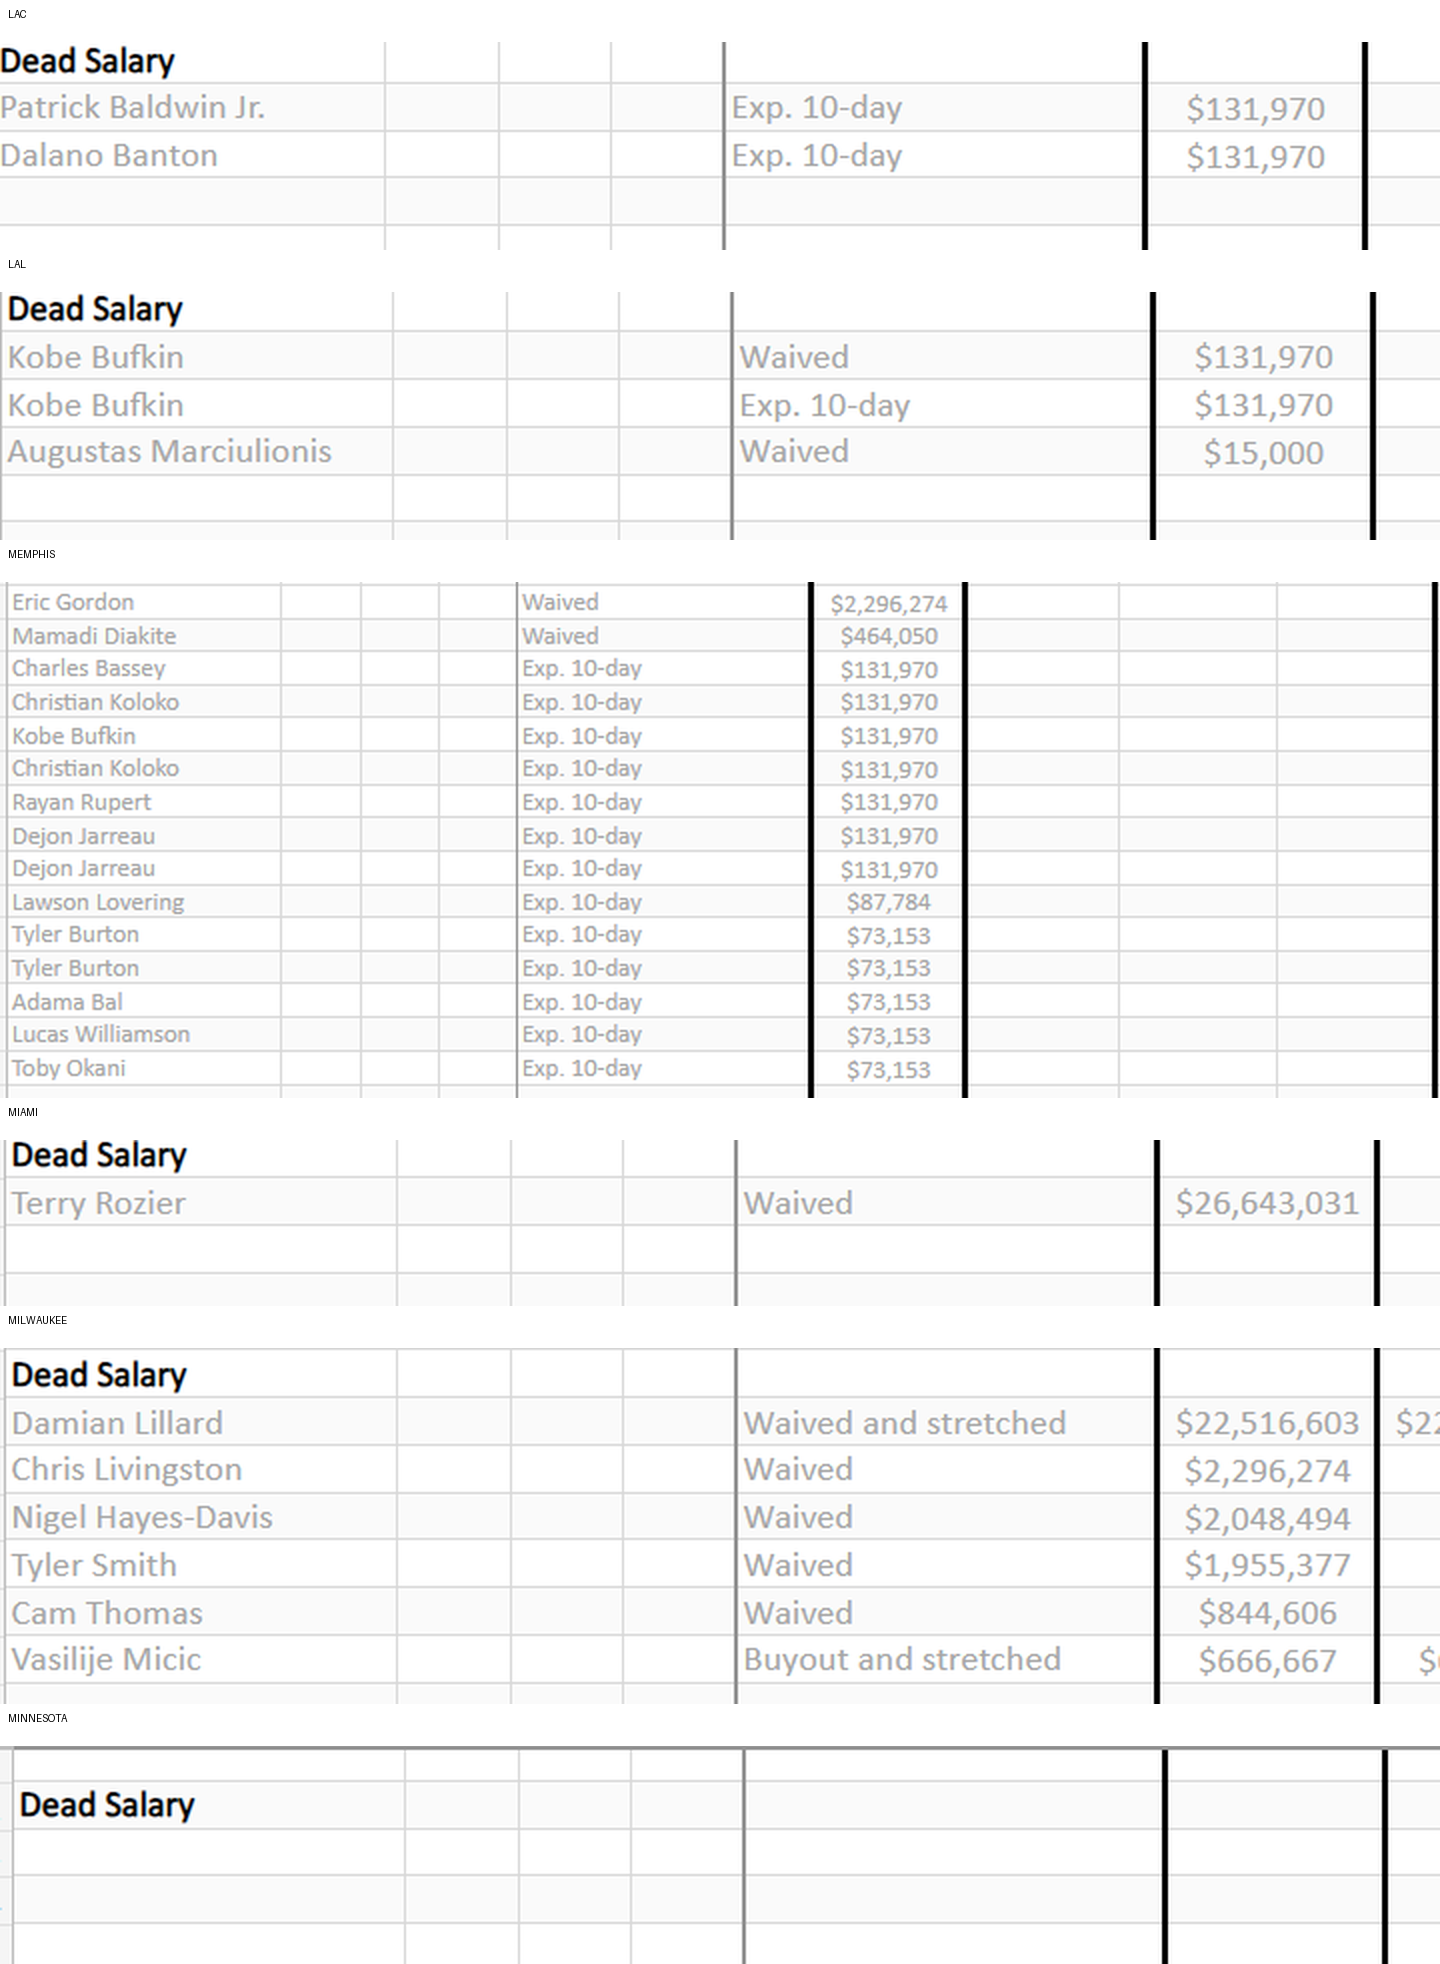 LAC
Dead Salary
Patrick Baldwin Jr. Exp. 10-day $131,970
Dalano Banton Exp. 10-day $131,970
LAL
Dead Salary
Kobe Bufkin Waived $131,970
Kobe Bufkin Exp. 10-day $131,970
Augustas Marciulionis Waived $15,000
MEMPHIS
Eric Gordon Waived $2,296,274
Mamadi Diakite Waived $464,050
Charles Bassey Exp. 10-day $131,970
Christian Koloko Exp. 10-day $131,970
Kobe Bufkin Exp. 10-day $131,970
Christian Koloko Exp. 10-day $131,970
Rayan Rupert Exp. 10-day $131,970
Dejon Jarreau Exp. 10-day $131,970
Dejon Jarreau Exp. 10-day $131,970
Lawson Lovering Exp. 10-day $87,784
Tyler Burton Exp. 10-day $73,153
Tyler Burton Exp. 10-day $73,153
Adama Bal Exp. 10-day $73,153
Lucas Williamson Exp. 10-day $73,153
Toby Okani Exp. 10-day $73,153
MIAMI
Dead Salary
Terry Rozier Waived $26,643,031
MILWAUKEE
Dead Salary
Damian Lillard Waived and stretched $22,516,603
Chris Livingston Waived $2,296,274
Nigel Hayes-Davis Waived $2,048,494
Tyler Smith Waived $1,955,377
Cam Thomas Waived $844,606
Vasilije Micic Buyout and stretched $666,667
MINNESOTA
Dead Salary